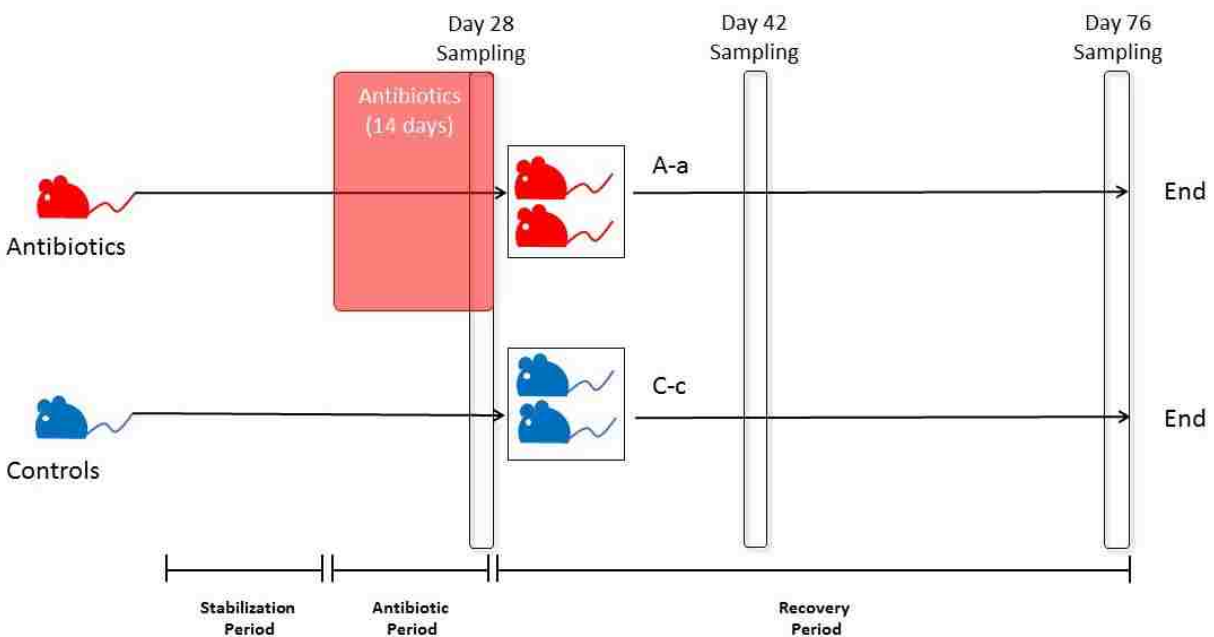 Day 28
Sampling
Day 42
Sampling
Day 76
Sampling
Antibiotics
(14 days)
A-a
End
Antibiotics
C-c
End
Controls
Stabilization
Period
Antibiotic
Period
Recovery
Period